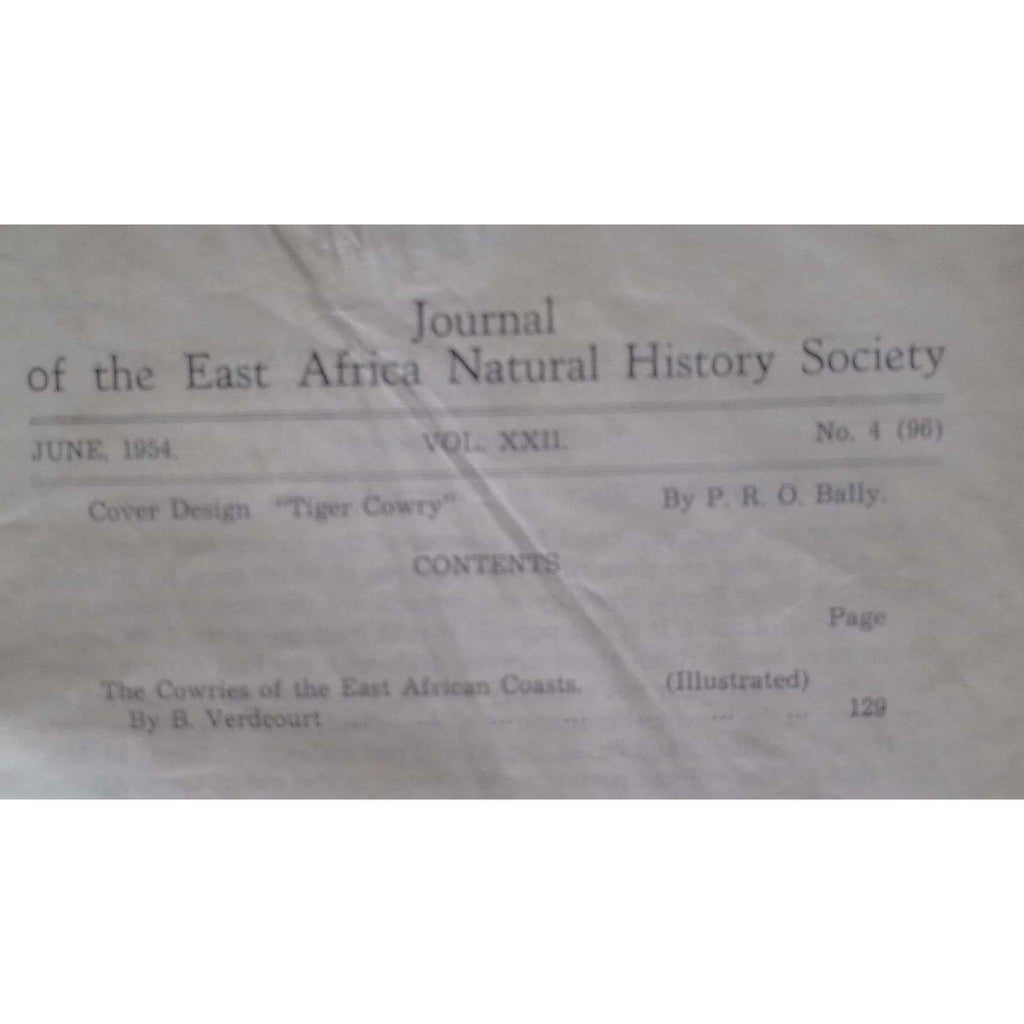 Journal
of the East Africa Natural History Society
JUNE, 1954. VOL. XXII. No. 4 (96)
Cover Design "Tiger Cowry" By P. R. O. Bally.
CONTENTS
Page
The Cowries of the East African Coasts. (Illustrated)
By B. Verdcourt ... ... ... ... ... ... 129